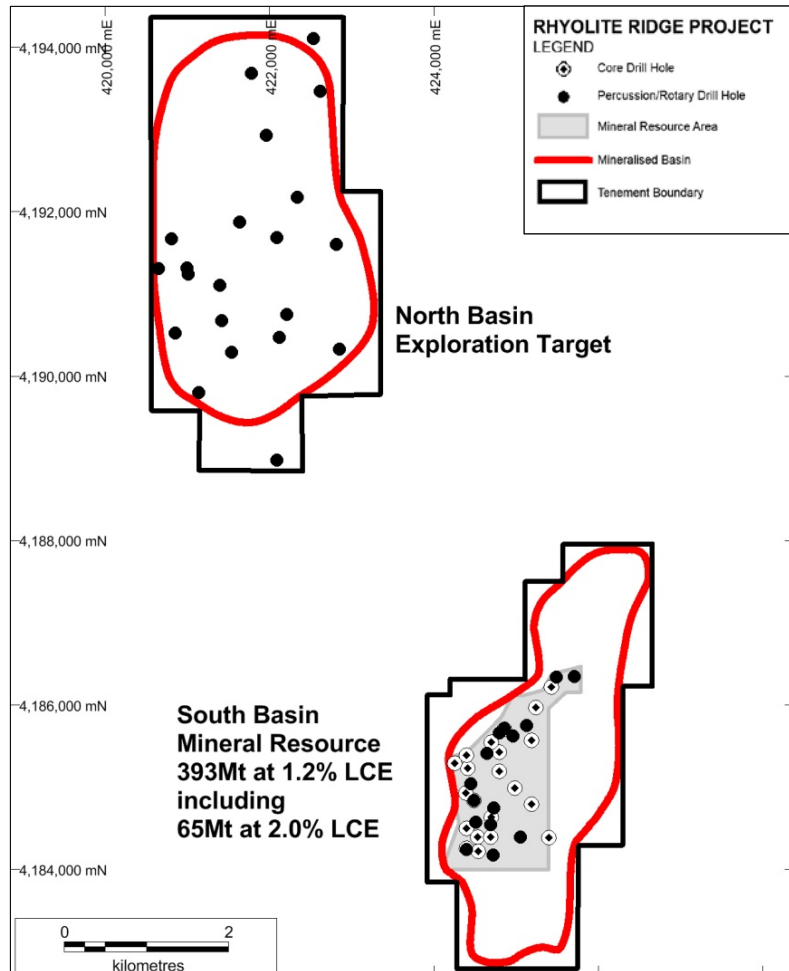 RHYOLITE RIDGE PROJECT
LEGEND
Core Drill Hole
Percussion/Rotary Drill Hole
Mineral Resource Area
Mineralised Basin
Tenement Boundary
420,000 mE
422,000 mE
424,000 mE
4,194,000 mN
4,192,000 mN
4,190,000 mN
4,188,000 mN
4,186,000 mN
4,184,000 mN
North Basin
Exploration Target
South Basin
Mineral Resource
393Mt at 1.2% LCE
including
65Mt at 2.0% LCE
0 2
kilometres